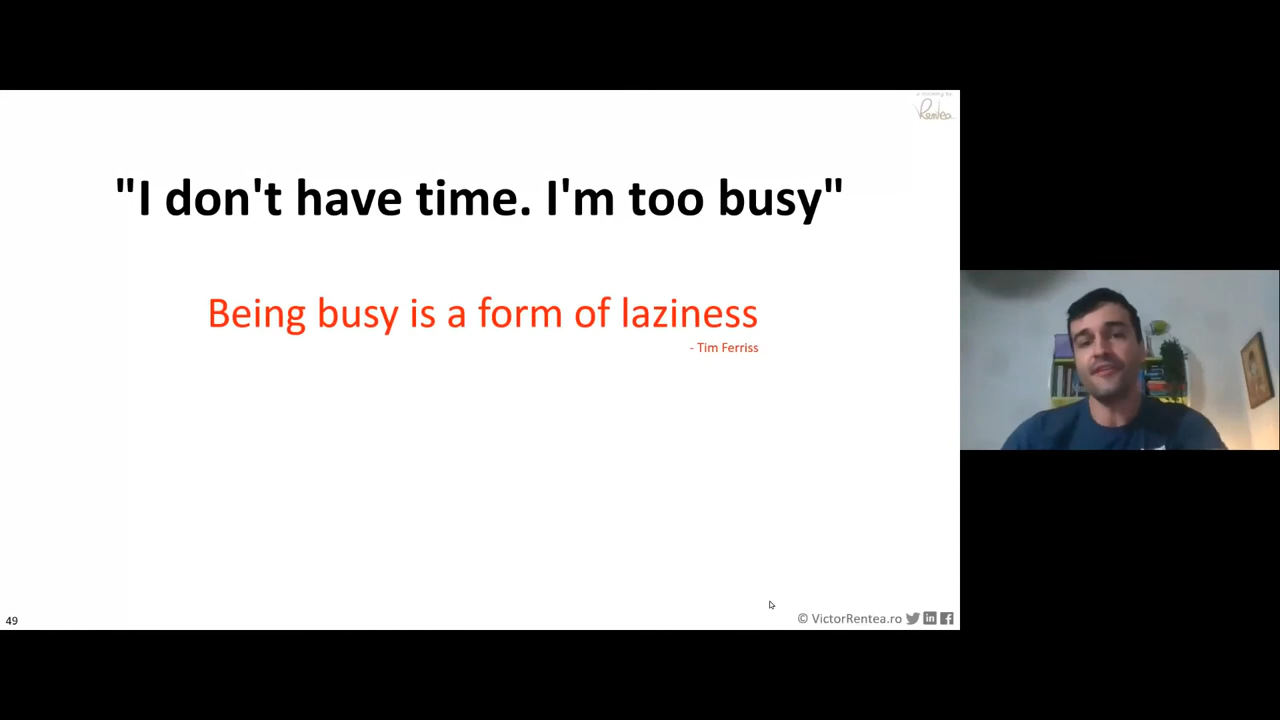 "I don't have time. I'm too busy"
Being busy is a form of laziness
- Tim Ferriss
49
© VictorRentea.ro